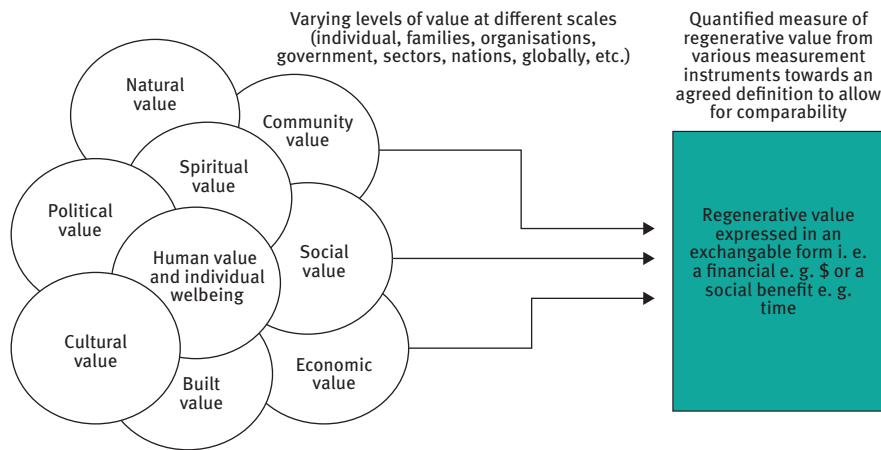 Varying levels of value at different scales
(individual, families, organisations,
government, sectors, nations, globally, etc.)
Quantified measure of
regenerative value from
various measurement
instruments towards an
agreed definition to allow
for comparability
Natural
value
Community
value
Spiritual
value
Political
value
Human value
and individual
welbeing
Social
value
Cultural
value
Built
value
Economic
value
Regenerative value
expressed in an
exchangable form i. e.
a financial e. g. $ or a
social benefit e. g.
time